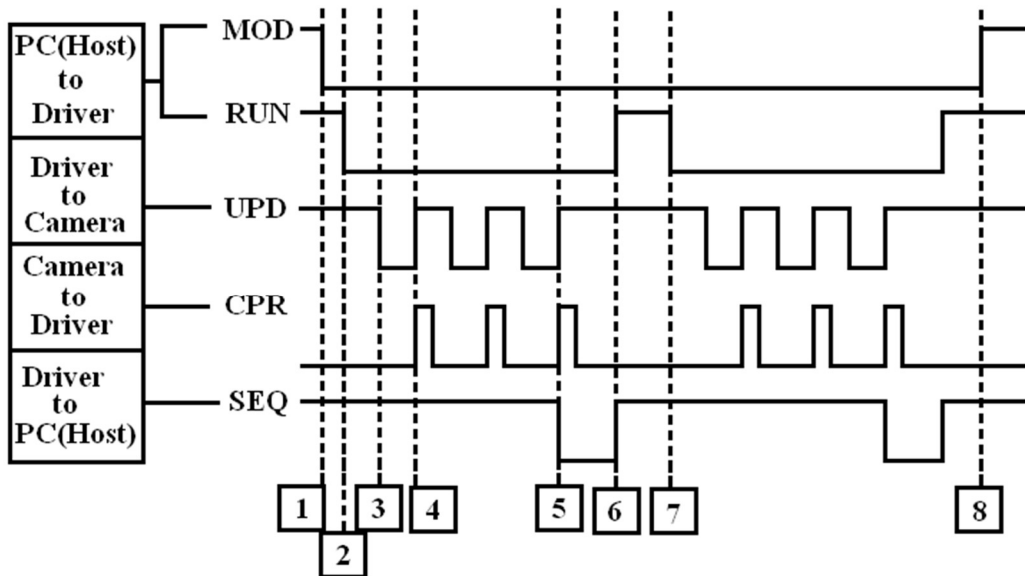 PC(Host)
to
Driver
MOD
RUN
Driver
to
Camera
UPD
Camera
to
Driver
CPR
Driver
to
PC(Host)
SEQ
1
2
3
4
5
6
7
8